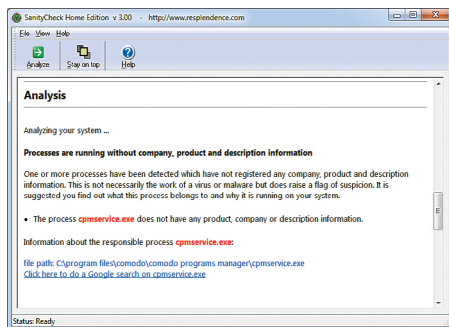 SanityCheck Home Edition v 3.00 - http://www.resplendence.com
File View Help
Analyze Stay on top Help
Analysis
Analyzing your system ...
Processes are running without company, product and description information
One or more processes have been detected which have not registered any company, product and description
information. This is not necessarily the work of a virus or malware but does raise a flag of suspicion. It is
suggested you find out what this process belongs to and why it is running on your system.
• The process cpmservice.exe does not have any product, company or description information.
Information about the responsible process cpmservice.exe:
file path: C:\program files\comodo\comodo programs manager\cpmservice.exe
Click here to do a Google search on cpmservice.exe
Status: Ready